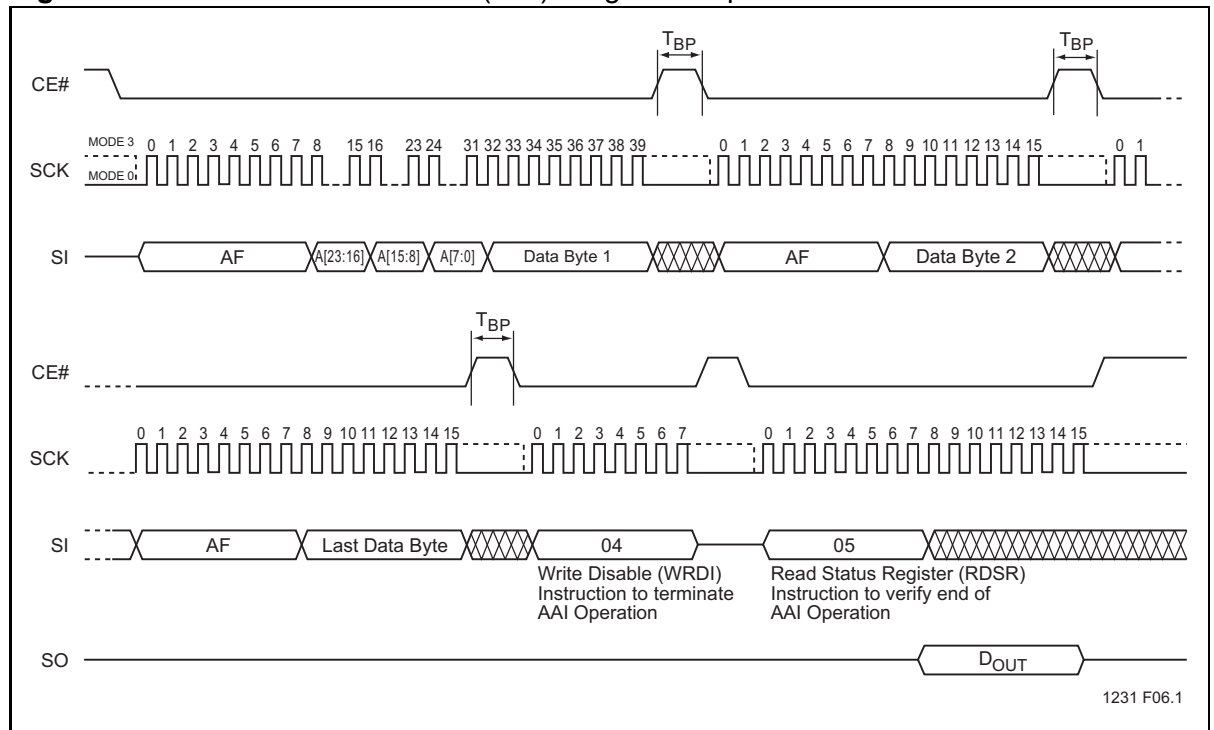 TBP TBP
CE#
MODE 3 0 1 2 3 4 5 6 7 8 15 16 23 24 31 32 33 34 35 36 37 38 39 0 1 2 3 4 5 6 7 8 9 10 11 12 13 14 15 0 1
SCK MODE 0
SI AF A[23:16] A[15:8] A[7:0] Data Byte 1 AF Data Byte 2
TBP
CE#
0 1 2 3 4 5 6 7 8 9 10 11 12 13 14 15 0 1 2 3 4 5 6 7 0 1 2 3 4 5 6 7 8 9 10 11 12 13 14 15
SCK
SI AF Last Data Byte 04 05
Write Disable (WRDI) Read Status Register (RDSR)
Instruction to terminate Instruction to verify end of
AAI Operation AAI Operation
SO DOUT
1231 F06.1